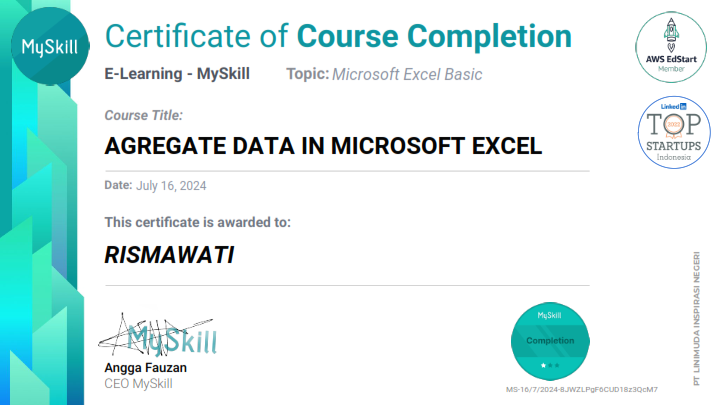 MySkill
Certificate of Course Completion
E-Learning - MySkill
Topic: Microsoft Excel Basic
Course Title:
AGREGATE DATA IN MICROSOFT EXCEL
Date: July 16, 2024
This certificate is awarded to:
RISMAWATI
MySkill
Angga Fauzan
CEO MySkill
AWS EdStart
Member
LinkedIn
TOP
2022
STARTUPS
Indonesia
PT LINIMUDA INSPIRASI NEGERI
MySkill
Completion
MS-16/7/2024-8JWZLPgF6CUD18z3QcM7